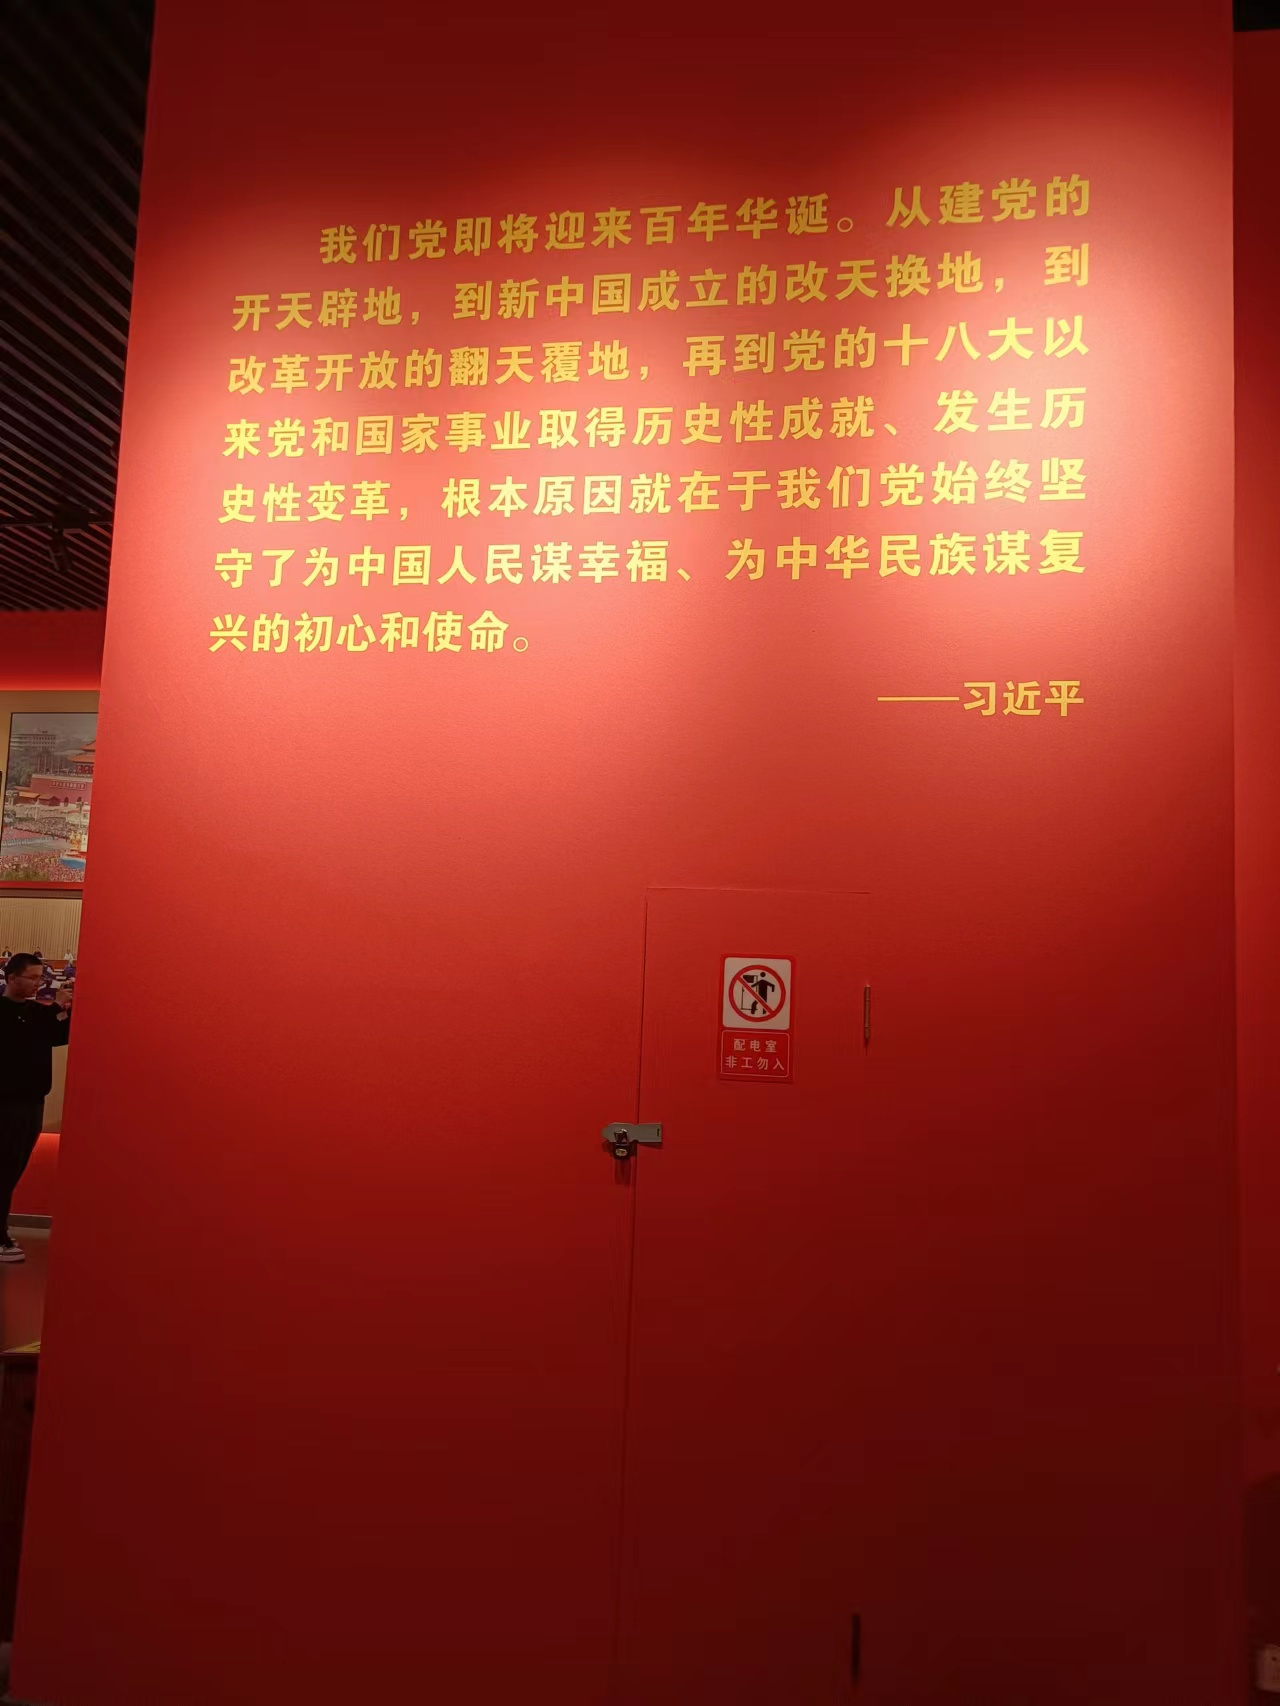 我们党即将迎来百年华诞。从建党的
开天辟地，到新中国成立的改天换地，到
改革开放的翻天覆地，再到党的十八大以
来党和国家事业取得历史性成就、发生历
史性变革，根本原因就在于我们党始终坚
守了为中国人民谋幸福、为中华民族谋复
兴的初心和使命。
——习近平
配电室
非工勿入